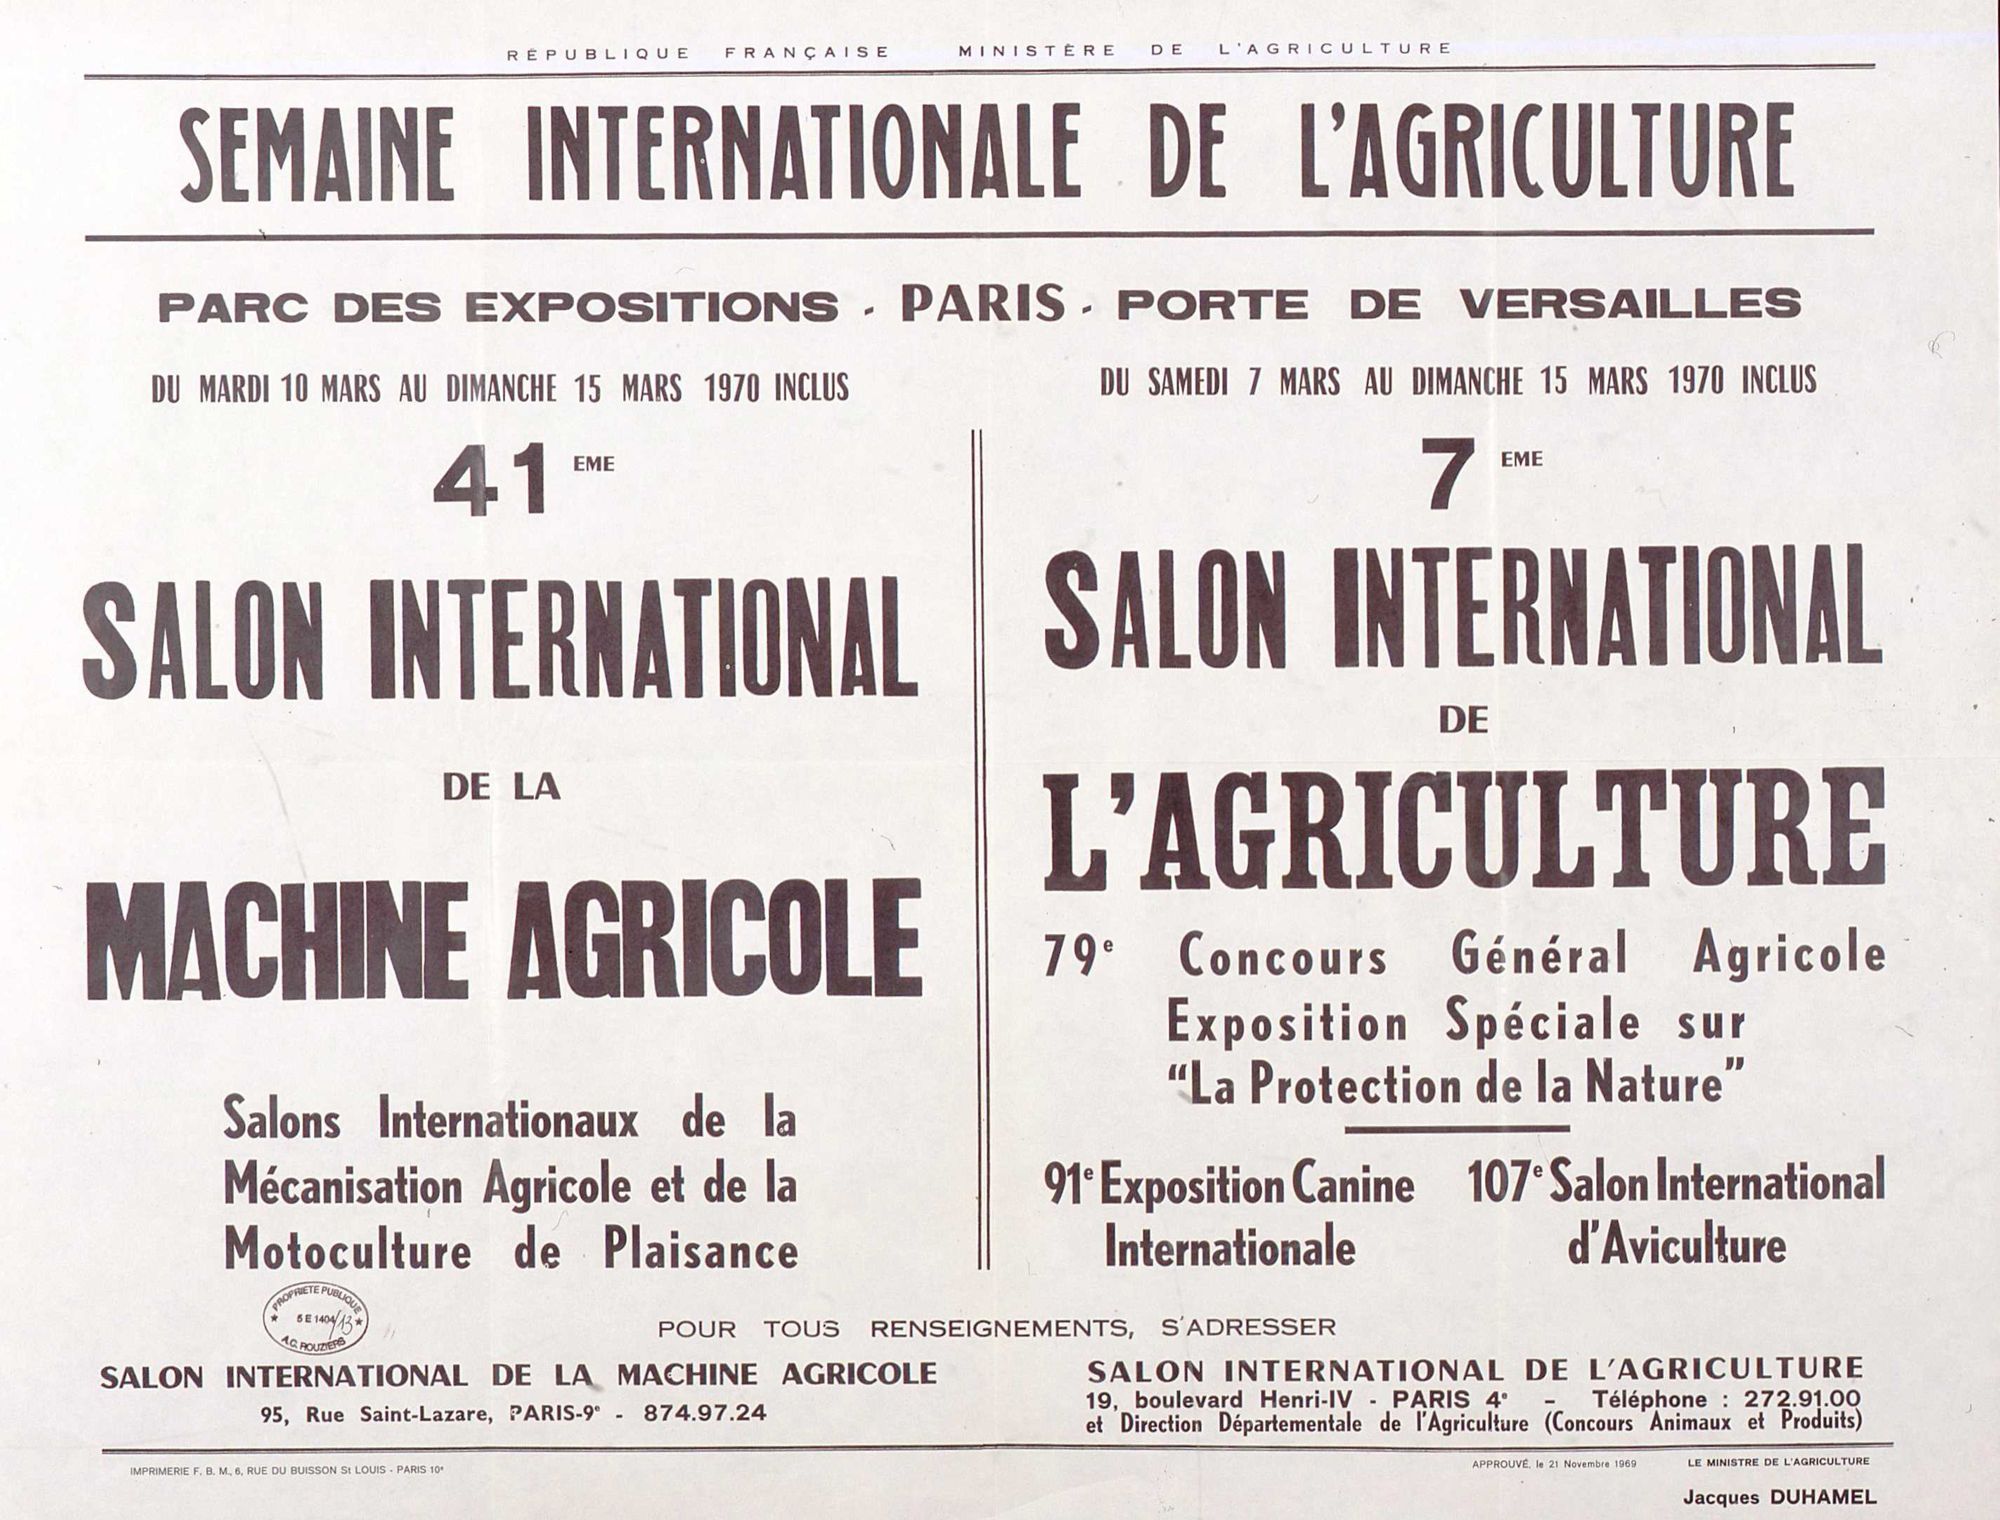 RÉPUBLIQUE FRANÇAISE MINISTÈRE DE L'AGRICULTURE
SEMAINE INTERNATIONALE DE L'AGRICULTURE
PARC DES EXPOSITIONS - PARIS - PORTE DE VERSAILLES
DU MARDI 10 MARS AU DIMANCHE 15 MARS 1970 INCLUS
41 EME
SALON INTERNATIONAL
DE LA
MACHINE AGRICOLE
Salons Internationaux de la
Mécanisation Agricole et de la
Motoculture de Plaisance
DU SAMEDI 7 MARS AU DIMANCHE 15 MARS 1970 INCLUS
7 EME
SALON INTERNATIONAL
DE
L'AGRICULTURE
79e Concours Général Agricole
Exposition Spéciale sur
“La Protection de la Nature”
91e Exposition Canine
Internationale
107e Salon International
d'Aviculture
PROPRIETE PUBLIQUE
5 E 1404/13
A.G. ROUZIERS
POUR TOUS RENSEIGNEMENTS, S'ADRESSER
SALON INTERNATIONAL DE LA MACHINE AGRICOLE
95, Rue Saint-Lazare, PARIS-9e - 874.97.24
SALON INTERNATIONAL DE L'AGRICULTURE
19, boulevard Henri-IV - PARIS 4e – Téléphone : 272.91.00
et Direction Départementale de l'Agriculture (Concours Animaux et Produits)
IMPRIMERIE F. B. M., 6, RUE DU BUISSON St LOUIS - PARIS 10e
APPROUVÉ, le 21 Novembre 1969 LE MINISTRE DE L'AGRICULTURE
Jacques DUHAMEL